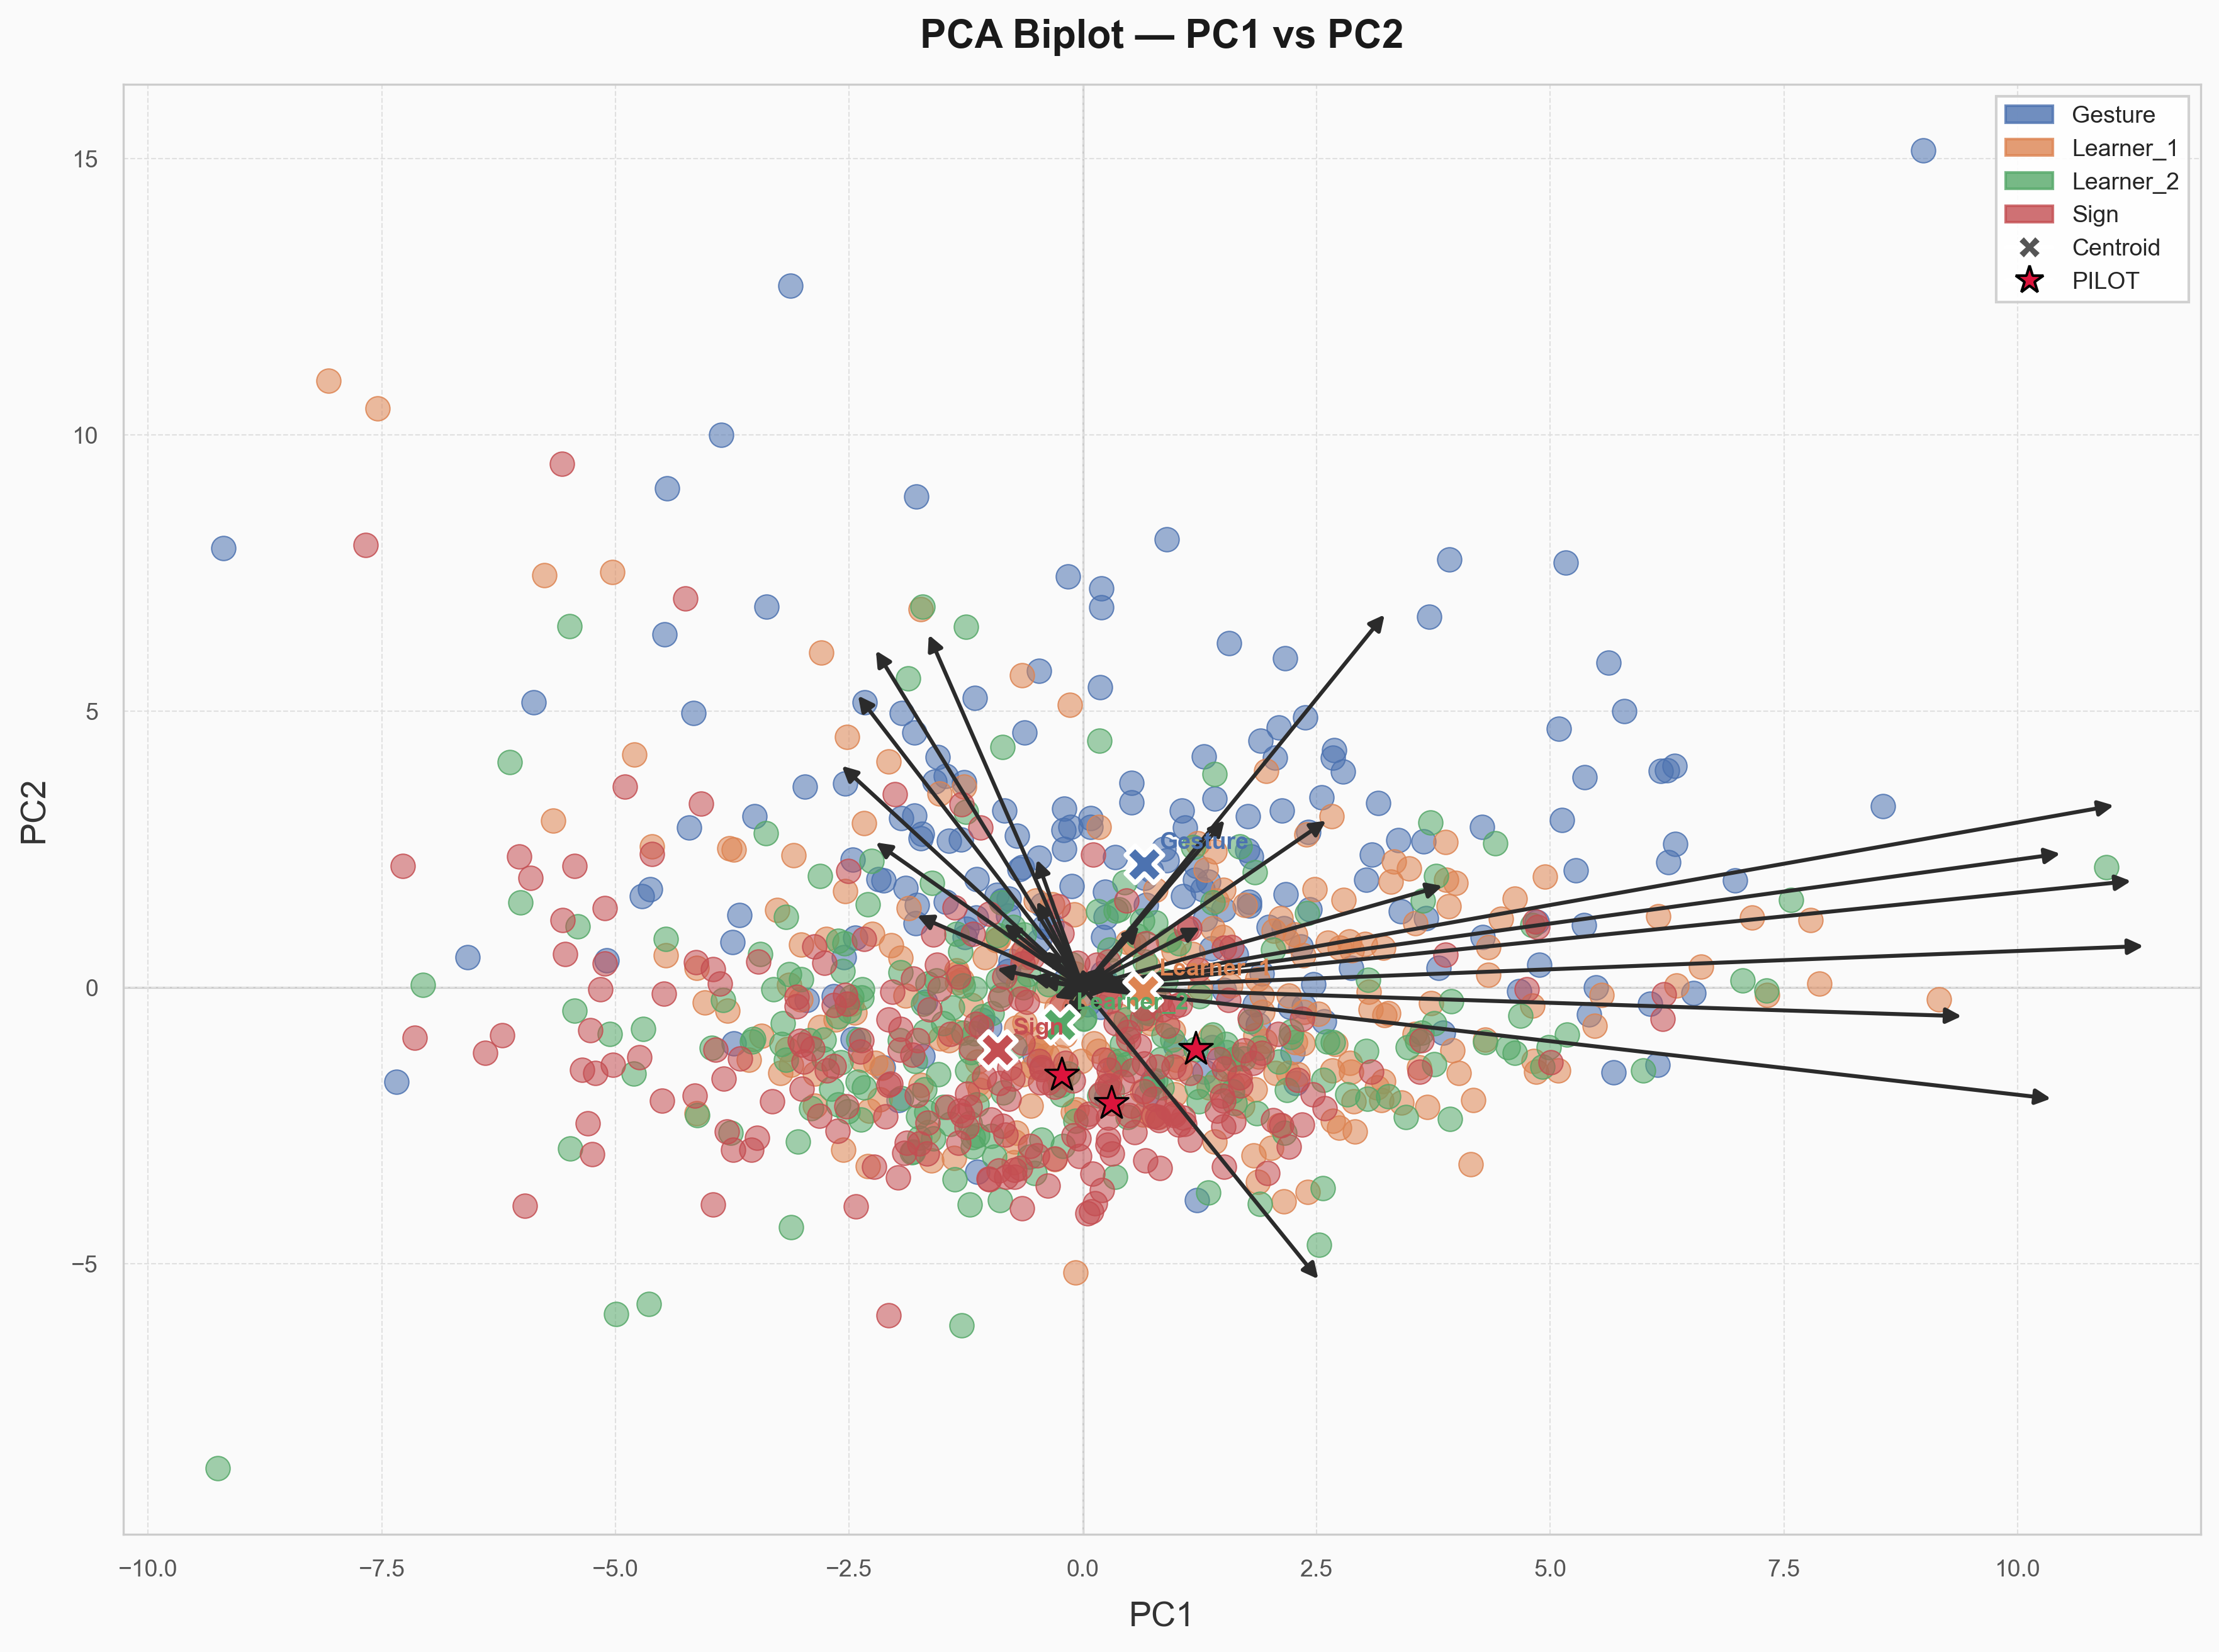 PCA Biplot — PC1 vs PC2
Gesture
Learner_1
Learner_2
Sign
Centroid
PILOT
15
10
5
0
−5
PC2
Gesture
Learner_1
Learner_2
Sign
−10.0
−7.5
−5.0
−2.5
0.0
2.5
5.0
7.5
10.0
PC1